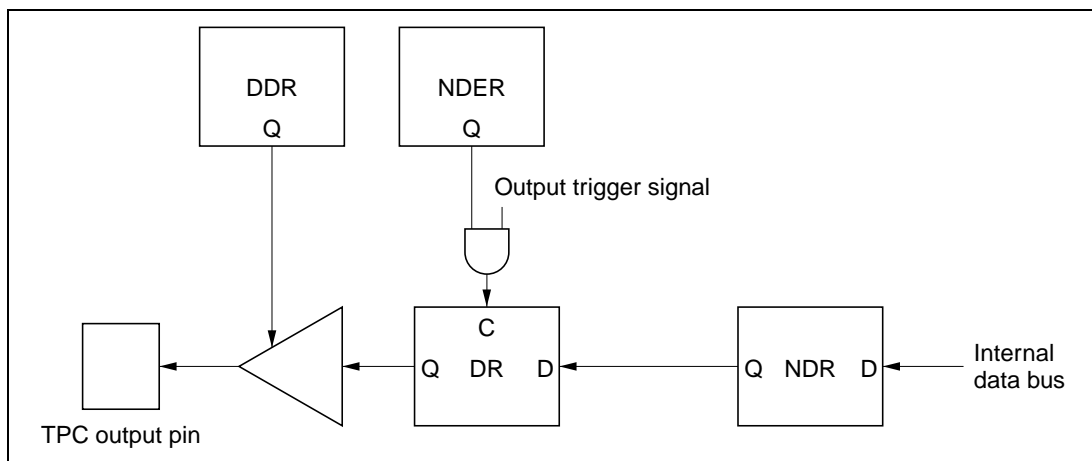 DDR
Q
NDER
Q
Output trigger signal
C
Q DR D
Q NDR D
Internal
data bus
TPC output pin